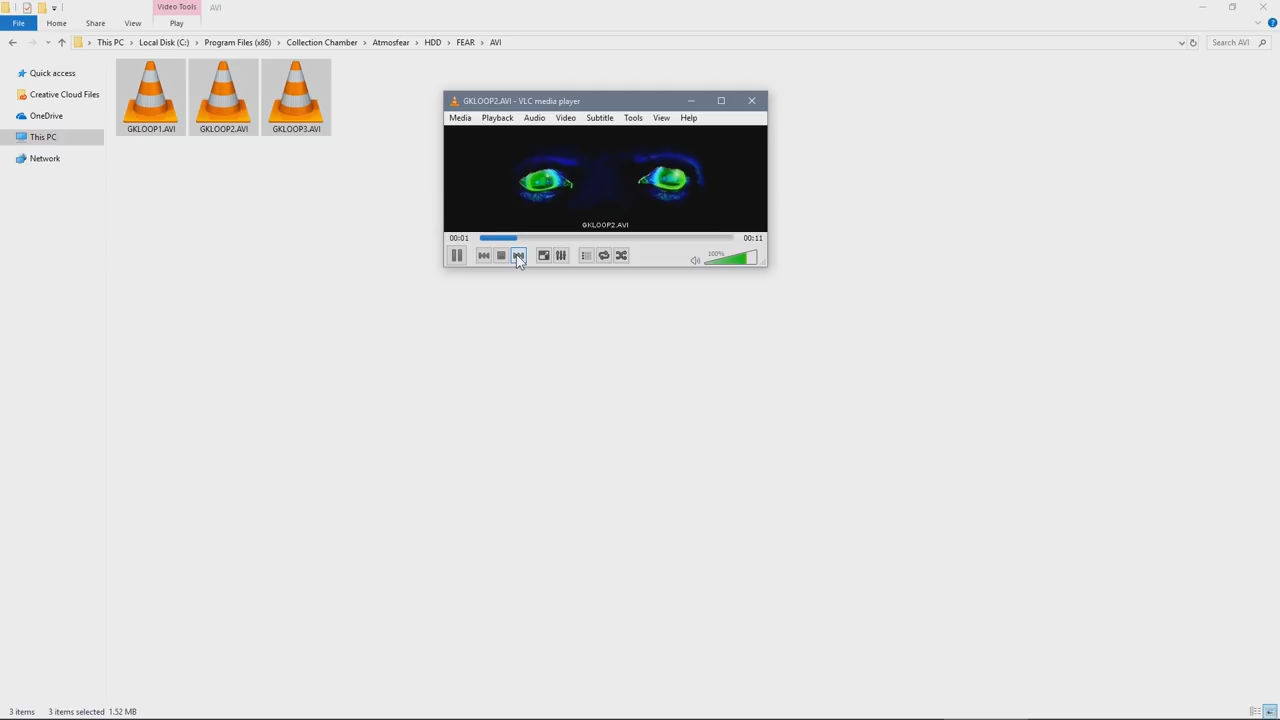 Video Tools AVI
File Home Share View Play
This PC Local Disk (C:) Program Files (x86) Collection Chamber Atmosfear HDD FEAR AVI Search AVI
Quick access
Creative Cloud Files
OneDrive
This PC
Network
GKLOOP1.AVI GKLOOP2.AVI GKLOOP3.AVI
GKLOOP2.AVI - VLC media player
Media Playback Audio Video Subtitle Tools View Help
GKLOOP2.AVI
00:01 00:11
100%
3 items 3 items selected 1.52 MB